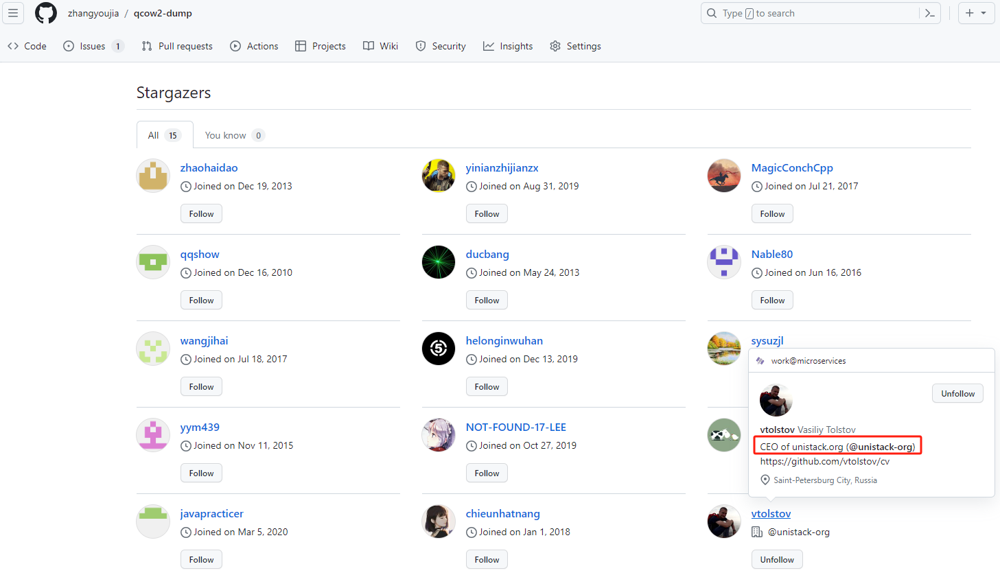 zhangyoujia / qcow2-dump
Type / to search
Code Issues 1 Pull requests Actions Projects Wiki Security Insights Settings
Stargazers
All 15 You know 0
zhaohaidao
Joined on Dec 19, 2013
Follow
yinianzhijianzx
Joined on Aug 31, 2019
Follow
MagicConchCpp
Joined on Jul 21, 2017
Follow
qqshow
Joined on Dec 16, 2010
Follow
ducbang
Joined on May 24, 2013
Follow
Nable80
Joined on Jun 16, 2016
Follow
wangjihai
Joined on Jul 18, 2017
Follow
helonginwuhan
Joined on Dec 13, 2019
Follow
sysuzjl
work@microservices
Unfollow
vtolstov Vasiliy Tolstov
CEO of unistack.org (@unistack-org)
https://github.com/vtolstov/cv
Saint-Petersburg City, Russia
yym439
Joined on Nov 11, 2015
Follow
NOT-FOUND-17-LEE
Joined on Oct 27, 2019
Follow
javapracticer
Joined on Mar 5, 2020
Follow
chieunhatnang
Joined on Jan 1, 2018
Follow
vtolstov
@unistack-org
Unfollow